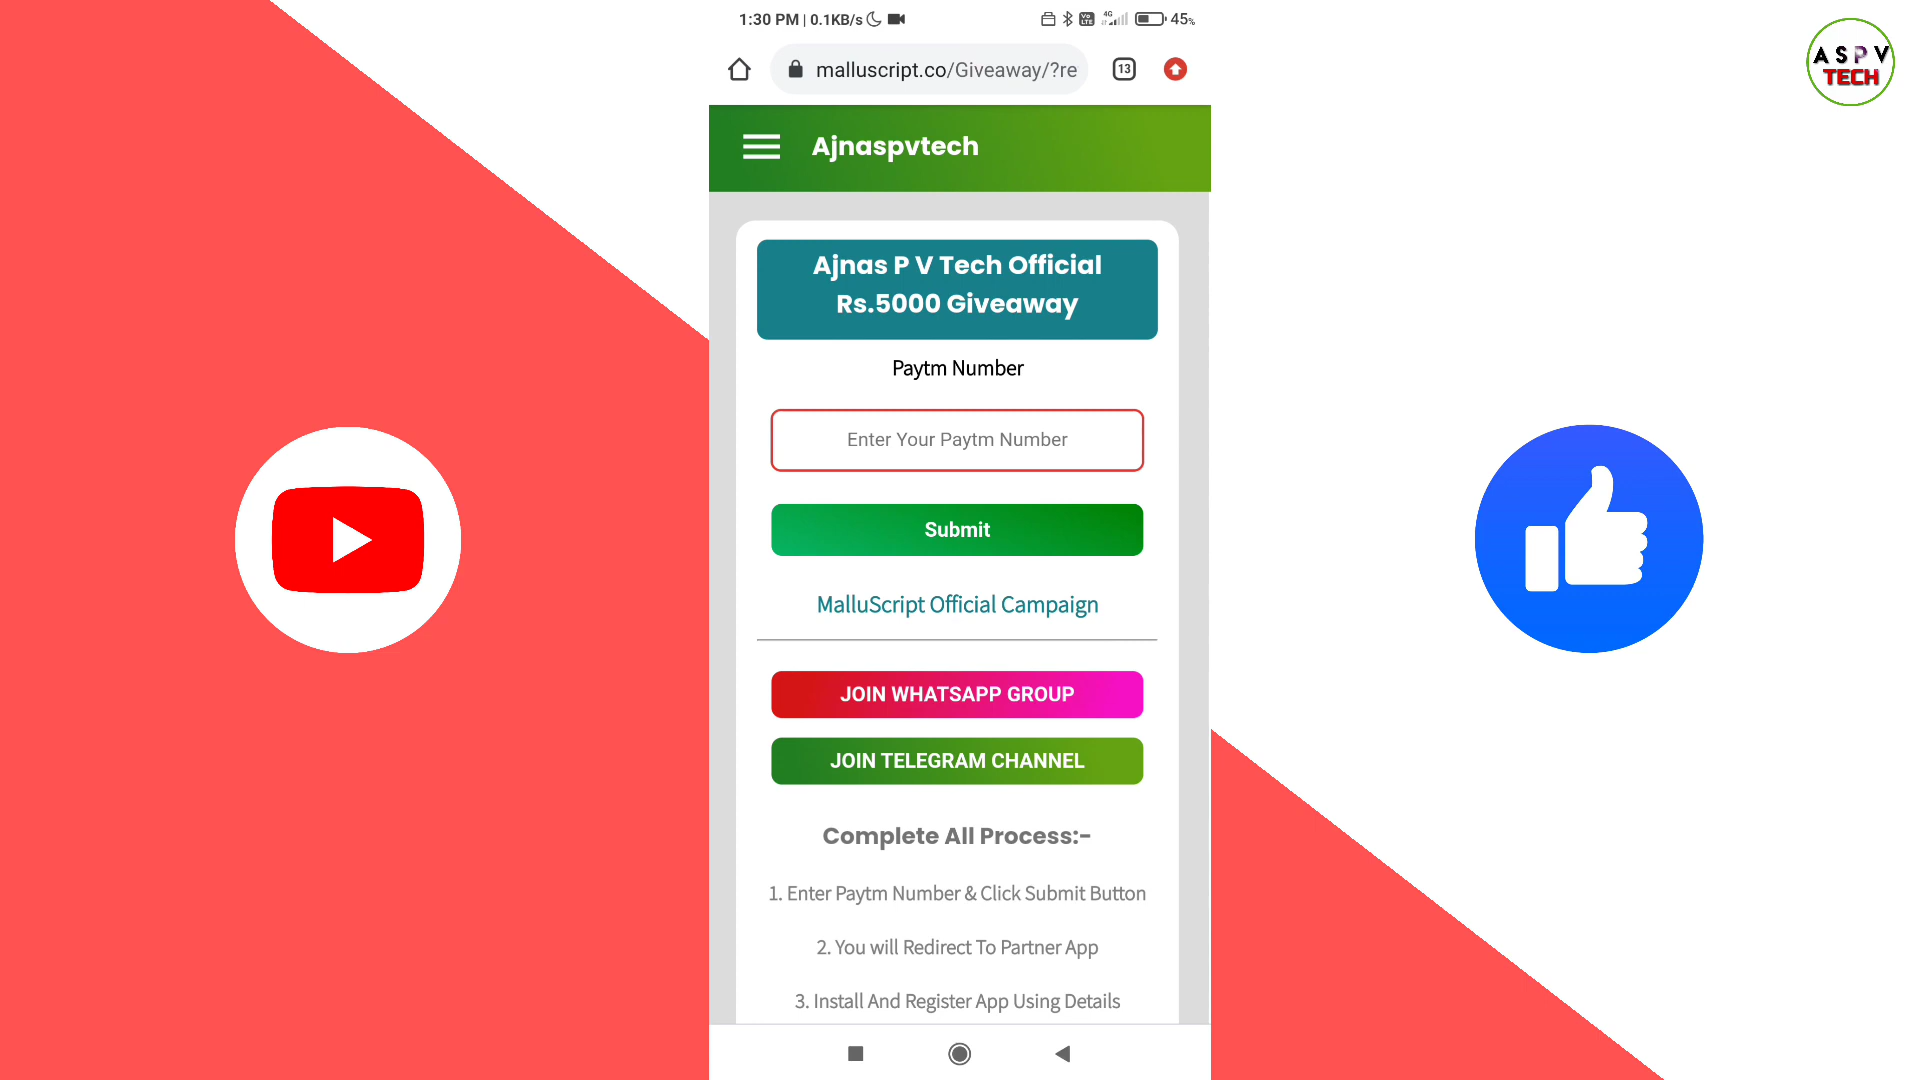 1:30 PM | 0.1KB/s
Vo LTE
4G
45%
malluscript.co/Giveaway/?re
13
A S P V
TECH
Ajnaspvtech
Ajnas P V Tech Official
Rs.5000 Giveaway
Paytm Number
Enter Your Paytm Number
Submit
MalluScript Official Campaign
JOIN WHATSAPP GROUP
JOIN TELEGRAM CHANNEL
Complete All Process:-
1. Enter Paytm Number & Click Submit Button
2. You will Redirect To Partner App
3. Install And Register App Using Details